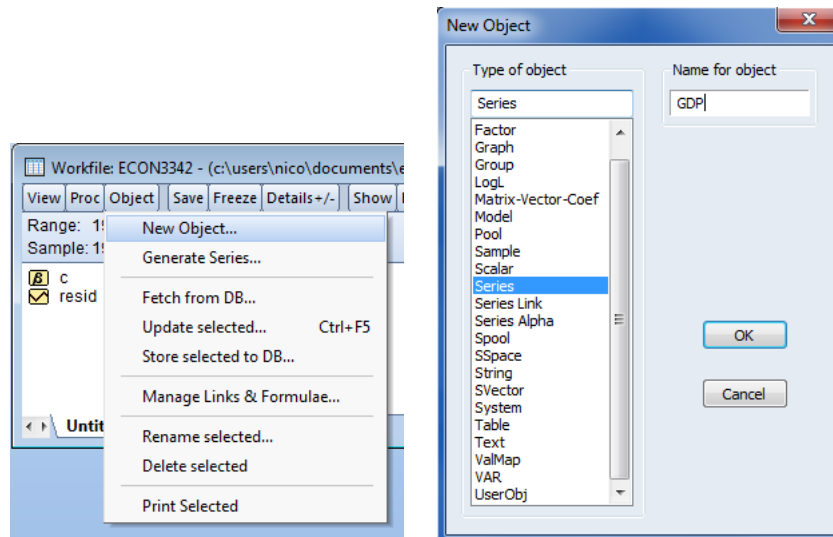 Workfile: ECON3342 - (c:\users\nico\documents\e
View Proc Object Save Freeze Details+/- Show
Range: 1
Sample: 1
c
resid
New Object...
Generate Series...
Fetch from DB...
Update selected... Ctrl+F5
Store selected to DB...
Manage Links & Formulae...
Rename selected...
Delete selected
Print Selected
Untit
New Object
Type of object
Name for object
Series
GDP
Factor
Graph
Group
LogL
Matrix-Vector-Coef
Model
Pool
Sample
Scalar
Series
Series Link
Series Alpha
Spool
SSpace
String
SVector
System
Table
Text
ValMap
VAR
UserObj
OK
Cancel